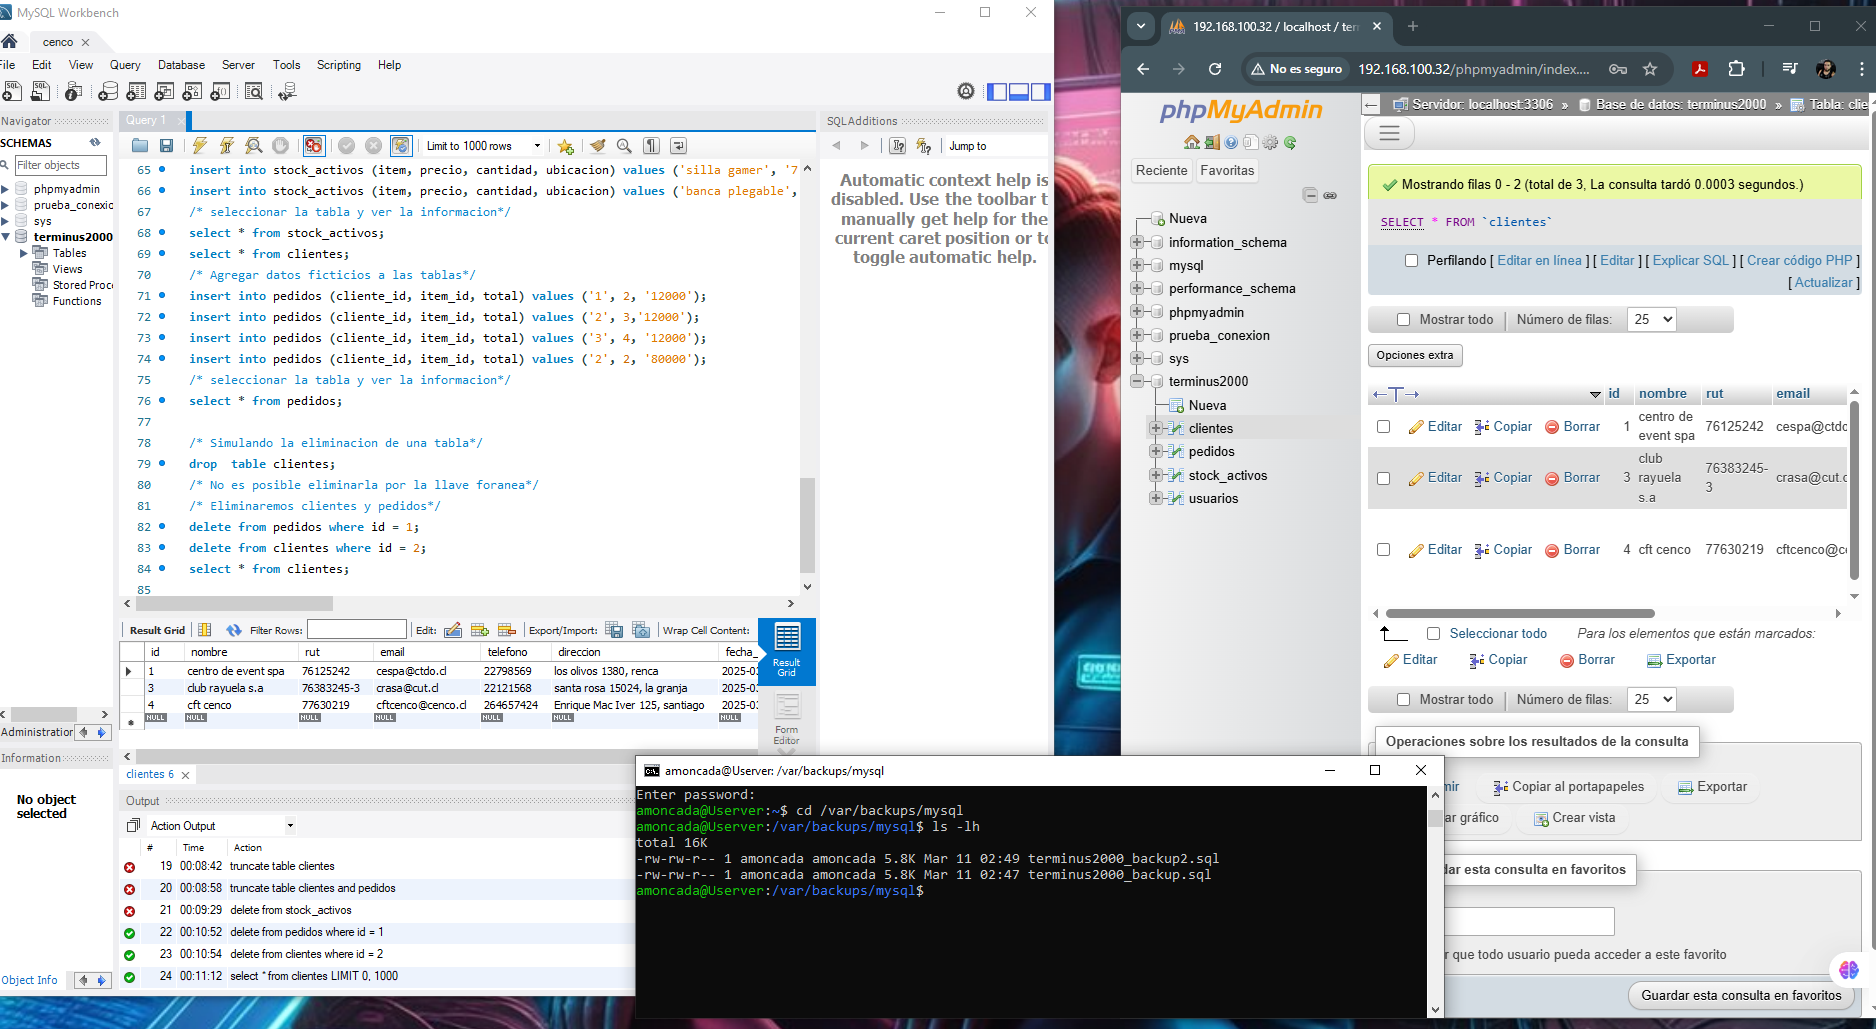 MySQL Workbench
cenco
File Edit View Query Database Server Tools Scripting Help
Navigator
SCHEMAS
Filter objects
phpmyadmin
prueba_conexio
sys
terminus2000
Tables
Views
Stored Proc
Functions
Administration
Information
No object
selected
Object Info
Query 1
Limit to 1000 rows
65 insert into stock_activos (item, precio, cantidad, ubicacion) values ('silla gamer', '7
66 insert into stock_activos (item, precio, cantidad, ubicacion) values ('banca plegable',
67 /* seleccionar la tabla y ver la informacion*/
68 select * from stock_activos;
69 select * from clientes;
70 /* Agregar datos ficticios a las tablas*/
71 insert into pedidos (cliente_id, item_id, total) values ('1', 2, '12000');
72 insert into pedidos (cliente_id, item_id, total) values ('2', 3,'12000');
73 insert into pedidos (cliente_id, item_id, total) values ('3', 4, '12000');
74 insert into pedidos (cliente_id, item_id, total) values ('2', 2, '80000');
75 /* seleccionar la tabla y ver la informacion*/
76 select * from pedidos;
77
78 /* Simulando la eliminacion de una tabla*/
79 drop  table clientes;
80 /* No es posible eliminarla por la llave foranea*/
81 /* Eliminaremos clientes y pedidos*/
82 delete from pedidos where id = 1;
83 delete from clientes where id = 2;
84 select * from clientes;
85
SQLAdditions
Jump to
Automatic context help is
disabled. Use the toolbar t
manually get help for the
current caret position or to
toggle automatic help.
Result Grid Filter Rows: Edit: Export/Import: Wrap Cell Content:
id nombre rut email telefono direccion fecha_
1 centro de event spa 76125242 cespa@ctdo.cl 22798569 los olivos 1380, renca 2025-03
3 club rayuela s.a 76383245-3 crasa@cut.cl 22121568 santa rosa 15024, la granja 2025-03
4 cft cenco 77630219 cftcenco@cenco.cl 264657424 Enrique Mac Iver 125, santiago 2025-03
NULL NULL NULL NULL NULL NULL NULL
Result
Grid
Form
Editor
clientes 6
Output
Action Output
# Time Action
19 00:08:42 truncate table clientes
20 00:08:58 truncate table clientes and pedidos
21 00:09:29 delete from stock_activos
22 00:10:52 delete from pedidos where id = 1
23 00:10:54 delete from clientes where id = 2
24 00:11:12 select * from clientes LIMIT 0, 1000
amoncada@Userver: /var/backups/mysql
Enter password:
amoncada@Userver:~$ cd /var/backups/mysql
amoncada@Userver:/var/backups/mysql$ ls -lh
total 16K
-rw-rw-r-- 1 amoncada amoncada 5.8K Mar 11 02:49 terminus2000_backup2.sql
-rw-rw-r-- 1 amoncada amoncada 5.8K Mar 11 02:47 terminus2000_backup.sql
amoncada@Userver:/var/backups/mysql$
192.168.100.32 / localhost / ter
No es seguro 192.168.100.32/phpmyadmin/index....
phpMyAdmin
Reciente Favoritas
Nueva
information_schema
mysql
performance_schema
phpmyadmin
prueba_conexion
sys
terminus2000
Nueva
clientes
pedidos
stock_activos
usuarios
Servidor: localhost:3306 » Base de datos: terminus2000 » Tabla: clie
Mostrando filas 0 - 2 (total de 3, La consulta tardó 0.0003 segundos.)
SELECT * FROM `clientes`
Perfilando [ Editar en línea ] [ Editar ] [ Explicar SQL ] [ Crear código PHP ]
[ Actualizar ]
Mostrar todo Número de filas: 25
Opciones extra
id nombre rut email
Editar Copiar Borrar 1 centro de event spa 76125242 cespa@ctdo
Editar Copiar Borrar 3 club rayuela s.a 76383245-3 crasa@cut.c
Editar Copiar Borrar 4 cft cenco 77630219 cftcenco@ce
Seleccionar todo Para los elementos que están marcados:
Editar Copiar Borrar Exportar
Mostrar todo Número de filas: 25
Operaciones sobre los resultados de la consulta
mir Copiar al portapapeles Exportar
ar gráfico Crear vista
dar esta consulta en favoritos
r que todo usuario pueda acceder a este favorito
Guardar esta consulta en favoritos